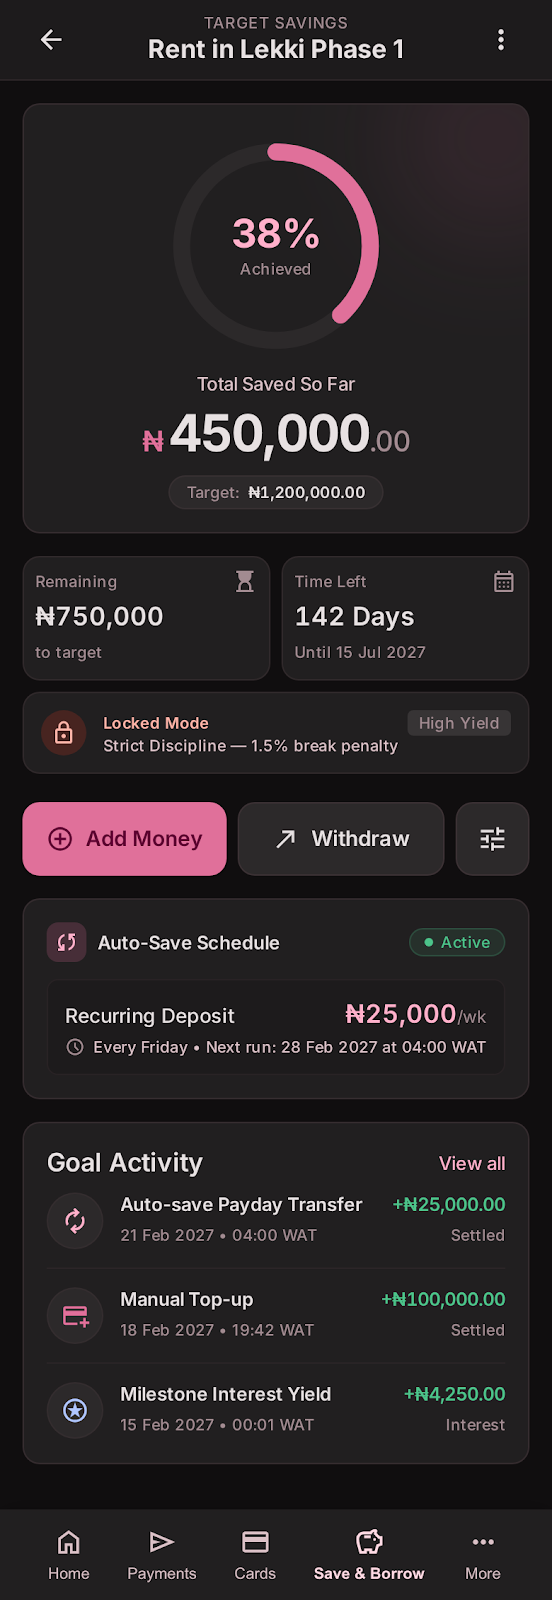 TARGET SAVINGS
Rent in Lekki Phase 1
38%
Achieved
Total Saved So Far
₦450,000.00
Target: ₦1,200,000.00
Remaining
₦750,000
to target
Time Left
142 Days
Until 15 Jul 2027
Locked Mode
High Yield
Strict Discipline — 1.5% break penalty
Add Money
Withdraw
Auto-Save Schedule
Active
Recurring Deposit
₦25,000/wk
Every Friday • Next run: 28 Feb 2027 at 04:00 WAT
Goal Activity
View all
Auto-save Payday Transfer
+₦25,000.00
21 Feb 2027 • 04:00 WAT
Settled
Manual Top-up
+₦100,000.00
18 Feb 2027 • 19:42 WAT
Settled
Milestone Interest Yield
+₦4,250.00
15 Feb 2027 • 00:01 WAT
Interest
Home
Payments
Cards
Save & Borrow
More